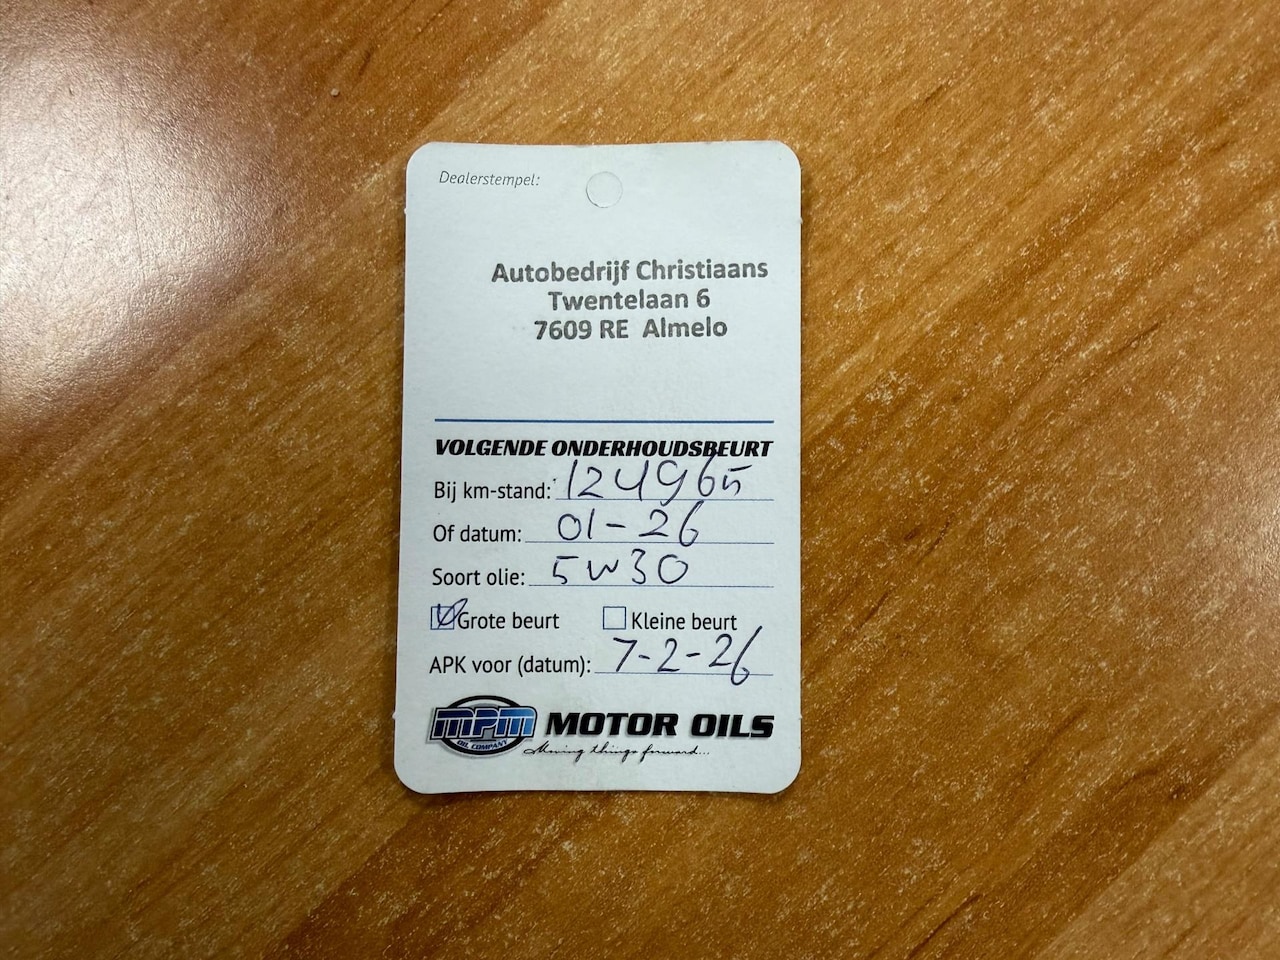 Dealerstempel:
Autobedrijf Christiaans
Twentelaan 6
7609 RE Almelo
VOLGENDE ONDERHOUDSBEURT
Bij km-stand: 124965
Of datum: 01-26
Soort olie: 5W30
Grote beurt Kleine beurt
APK voor (datum): 7-2-26
MPM MOTOR OILS
OIL COMPANY Moving things forward...